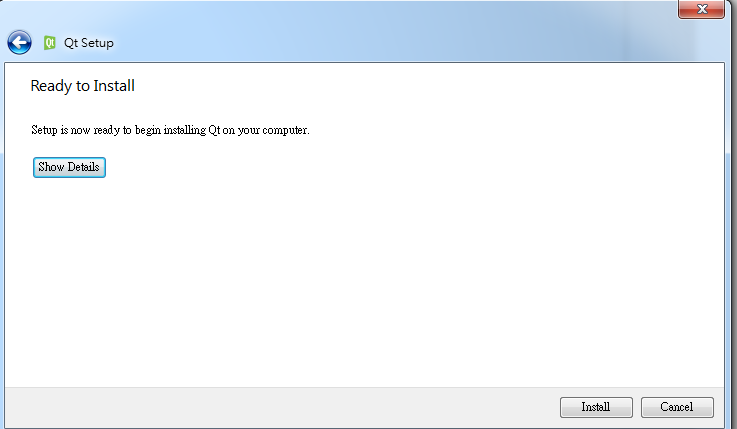 Qt Setup
Ready to Install
Setup is now ready to begin installing Qt on your computer.
Show Details
Install
Cancel